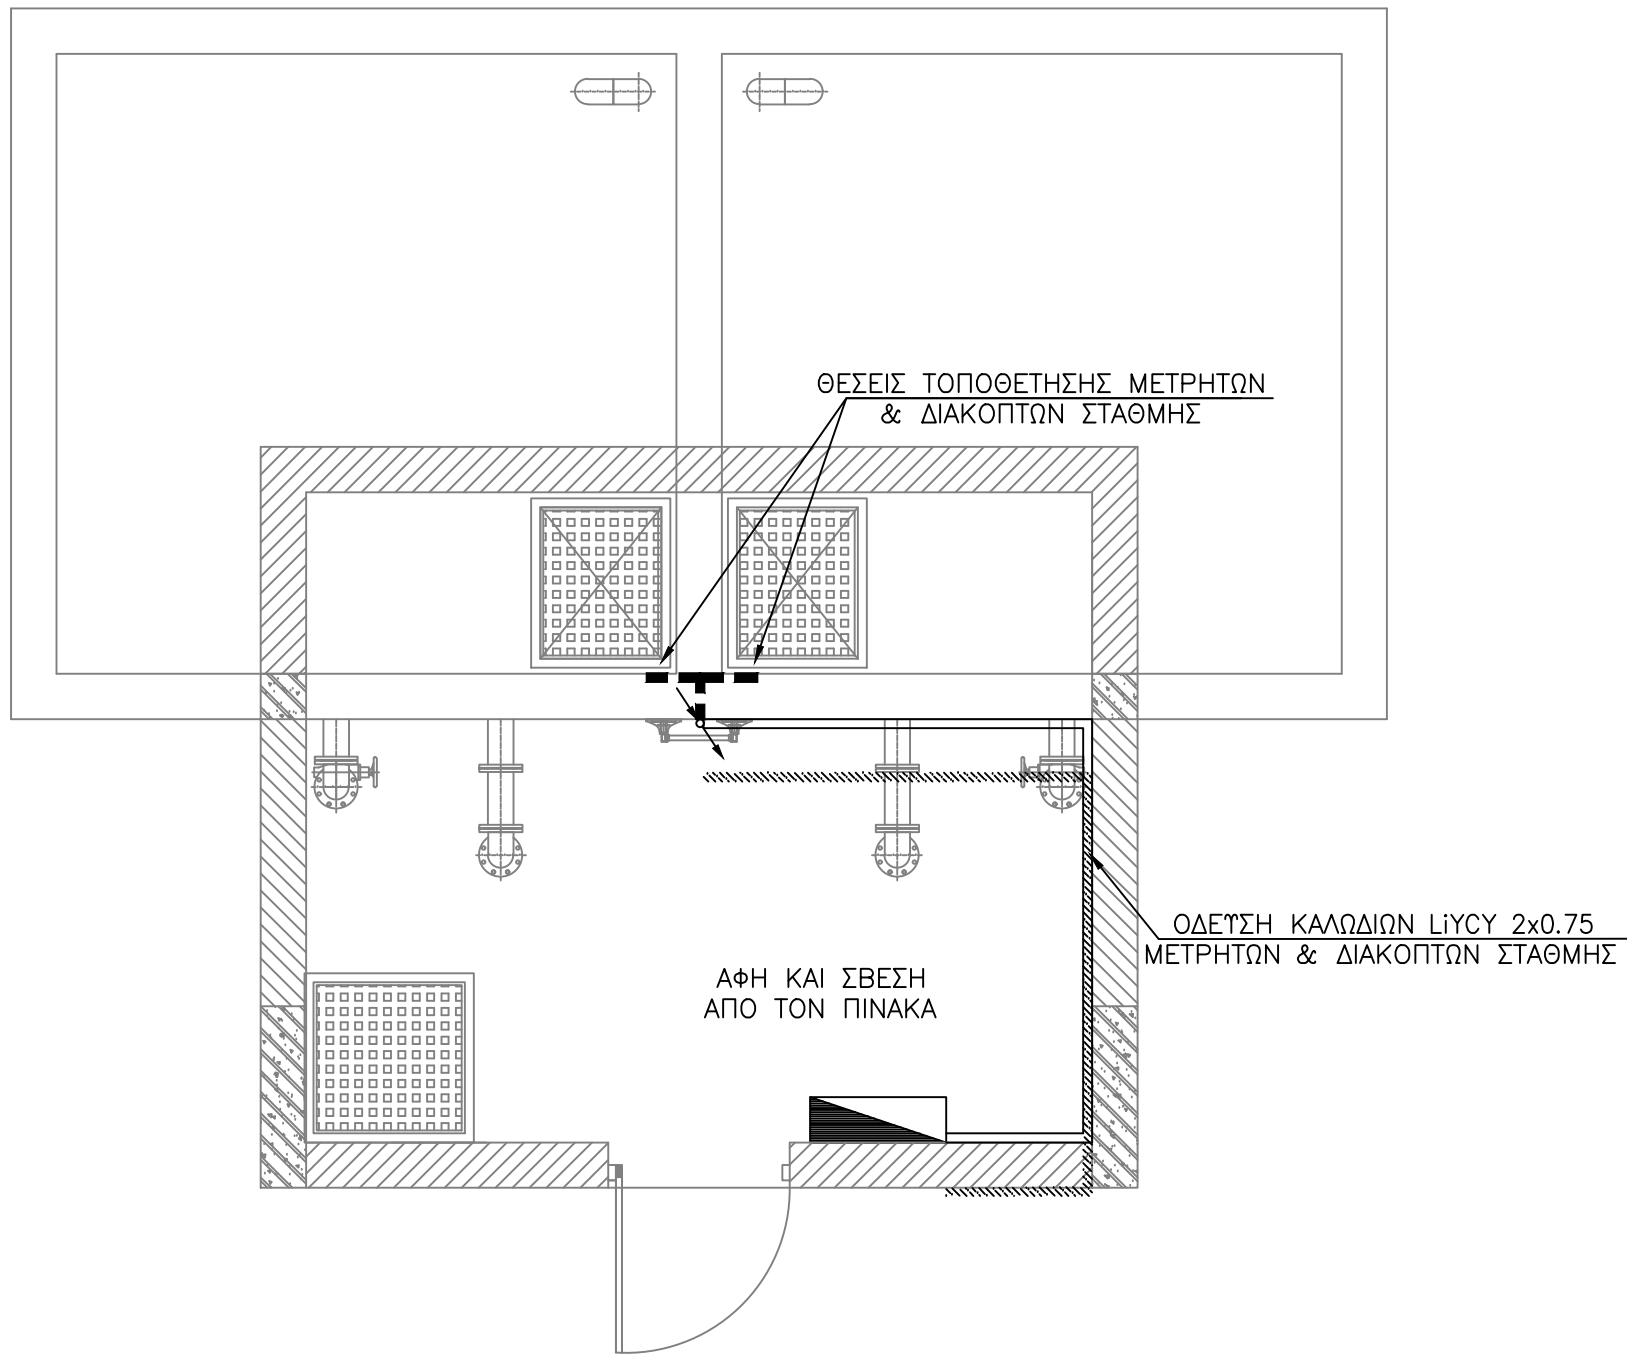 ΘΕΣΕΙΣ ΤΟΠΟΘΕΤΗΣΗΣ ΜΕΤΡΗΤΩΝ
& ΔΙΑΚΟΠΤΩΝ ΣΤΑΘΜΗΣ
ΟΔΕΥΣΗ ΚΑΛΩΔΙΩΝ LiYCY 2x0.75
ΜΕΤΡΗΤΩΝ & ΔΙΑΚΟΠΤΩΝ ΣΤΑΘΜΗΣ
ΑΦΗ ΚΑΙ ΣΒΕΣΗ
ΑΠΟ ΤΟΝ ΠΙΝΑΚΑ